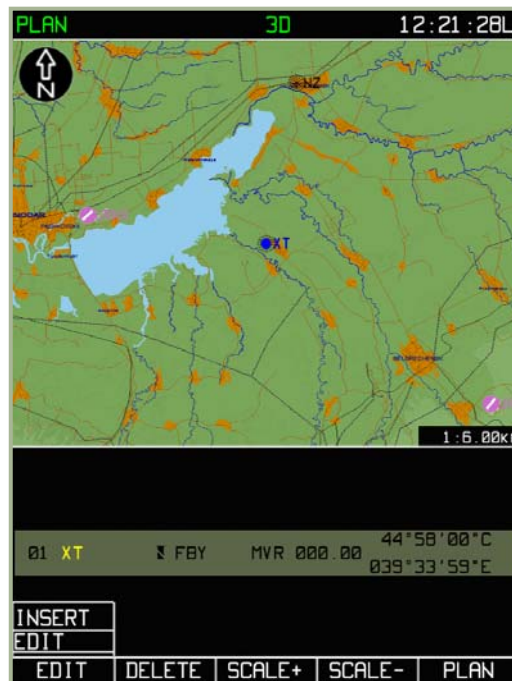 PLAN 3D 12:21:28L
N
NZ
XT
1:6.00км
01 XT FBY MVR 000.00 44°58'00"С
039°33'59"E
INSERT
EDIT
EDIT DELETE SCALE+ SCALE- PLAN